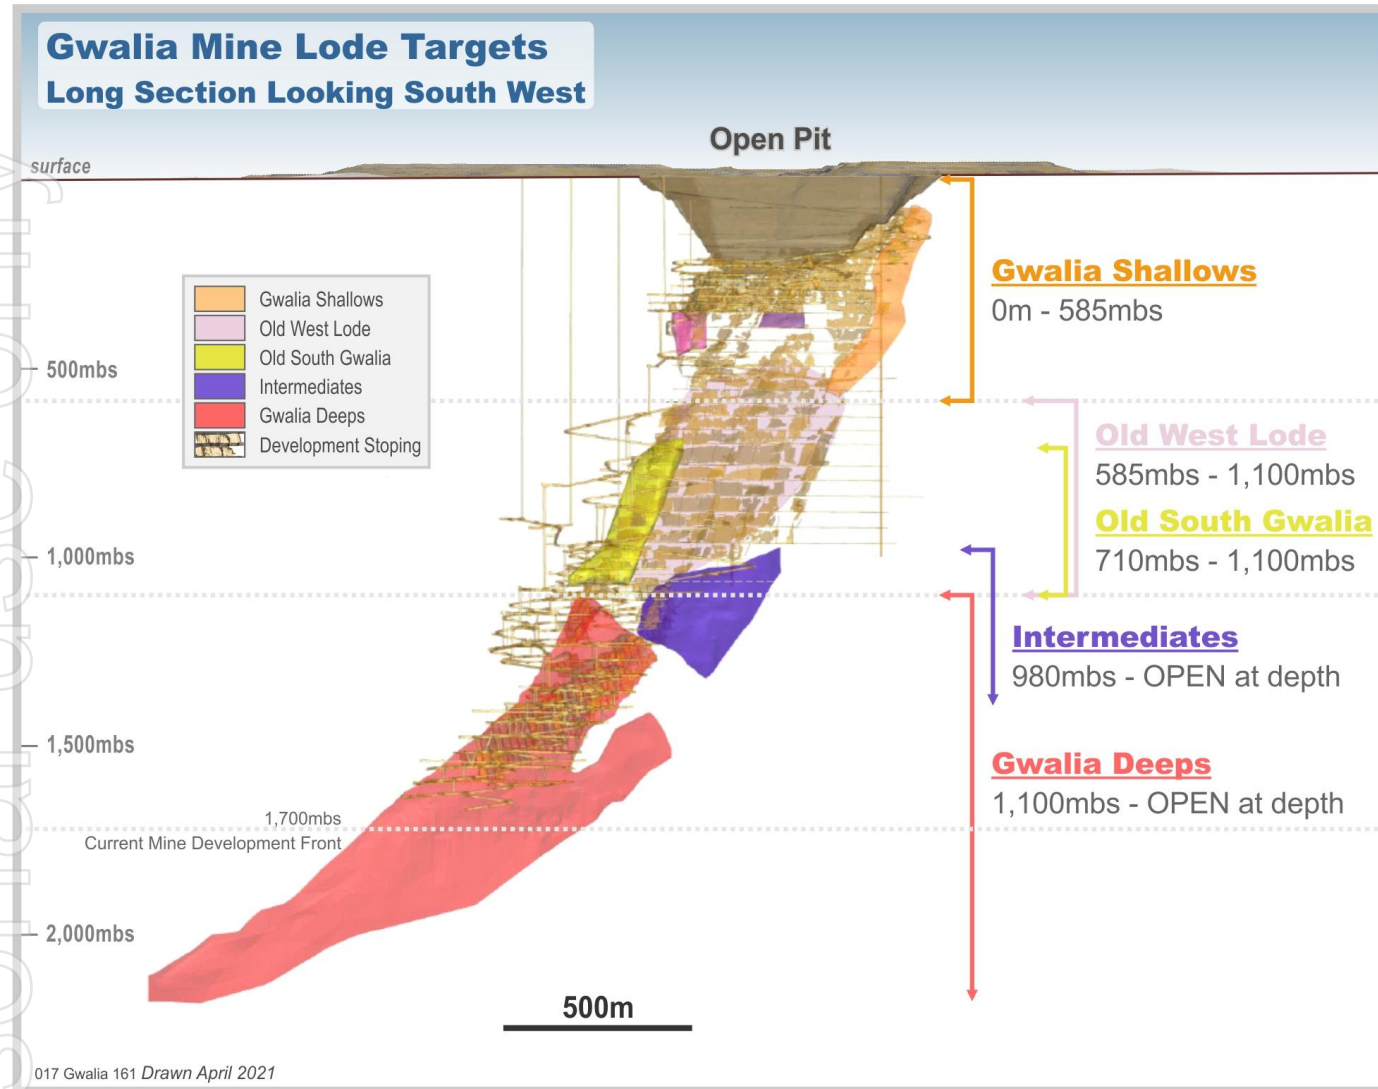 Gwalia Mine Lode Targets
Long Section Looking South West
Open Pit
surface
Gwalia Shallows
0m - 585mbs
Gwalia Shallows
Old West Lode
Old South Gwalia
Intermediates
Gwalia Deeps
Development Stoping
500mbs
Old West Lode
585mbs - 1,100mbs
Old South Gwalia
710mbs - 1,100mbs
1,000mbs
Intermediates
980mbs - OPEN at depth
1,500mbs
Gwalia Deeps
1,100mbs - OPEN at depth
1,700mbs
Current Mine Development Front
2,000mbs
500m
017 Gwalia 161 Drawn April 2021